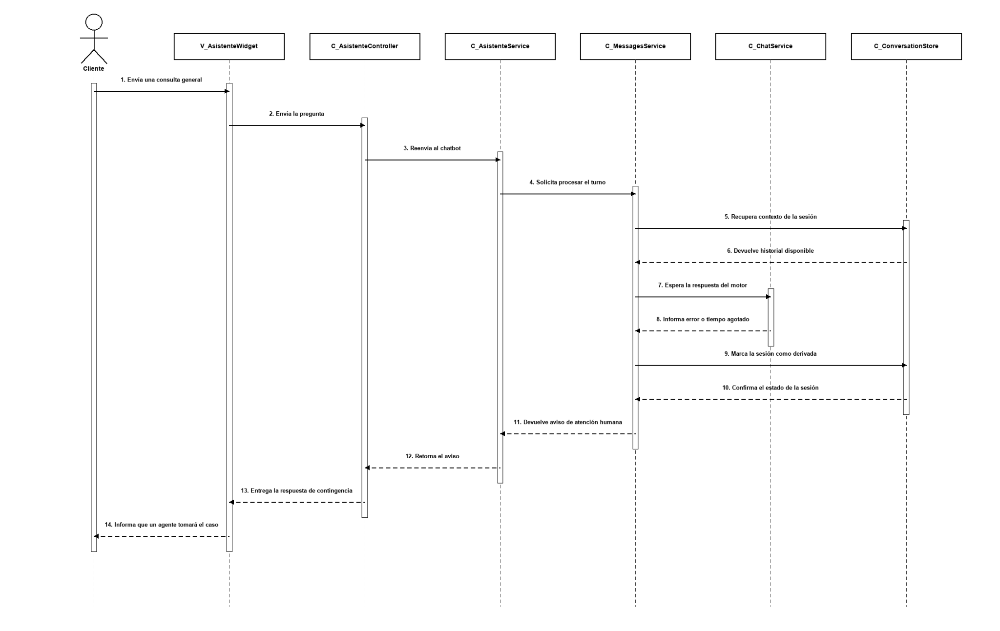 Cliente
V_AsistenteWidget
C_AsistenteController
C_AsistenteService
C_MessagesService
C_ChatService
C_ConversationStore
1. Envía una consulta general
2. Envía la pregunta
3. Reenvía al chatbot
4. Solicita procesar el turno
5. Recupera contexto de la sesión
6. Devuelve historial disponible
7. Espera la respuesta del motor
8. Informa error o tiempo agotado
9. Marca la sesión como derivada
10. Confirma el estado de la sesión
11. Devuelve aviso de atención humana
12. Retorna el aviso
13. Entrega la respuesta de contingencia
14. Informa que un agente tomará el caso